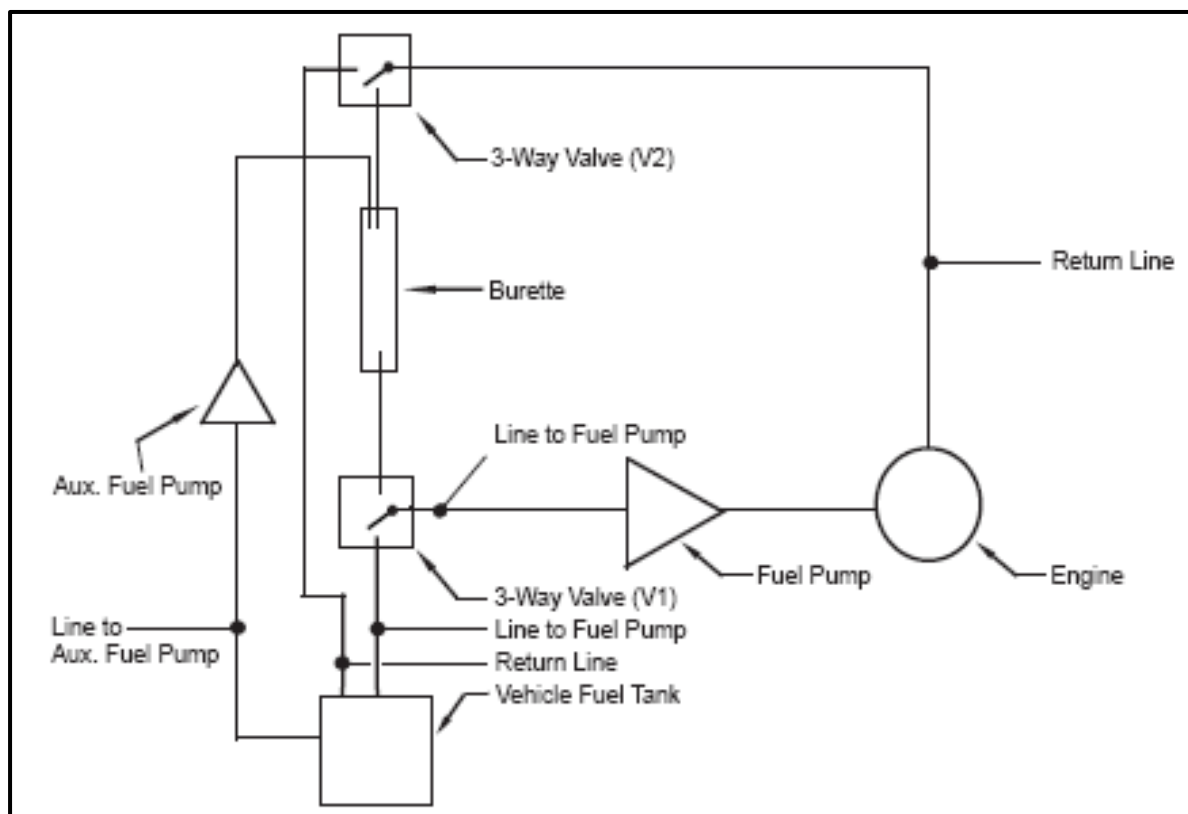 3-Way Valve (V2)
Return Line
Burette
Line to Fuel Pump
Aux. Fuel Pump
Fuel Pump
Engine
3-Way Valve (V1)
Line to
Aux. Fuel Pump
Line to Fuel Pump
Return Line
Vehicle Fuel Tank